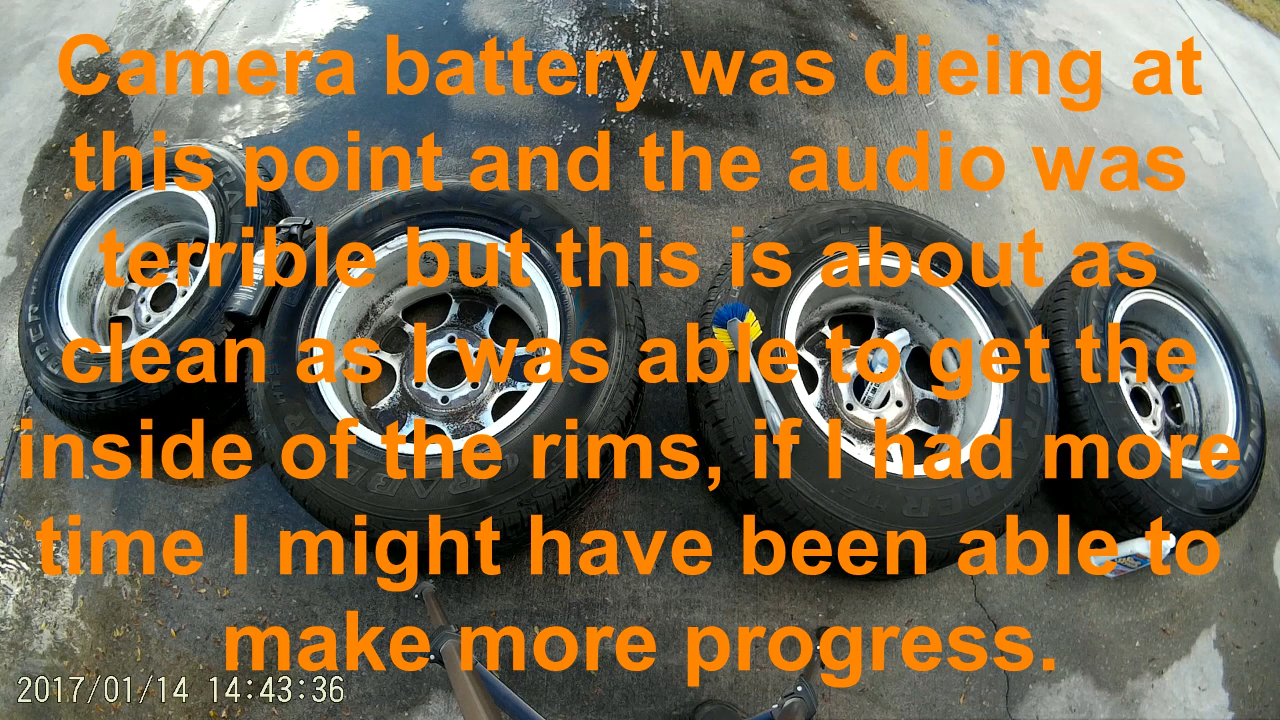 Camera battery was dieing at
this point and the audio was
terrible but this is about as
clean as I was able to get the
inside of the rims, if I had more
time I might have been able to
make more progress.
2017/01/14 14:43:36